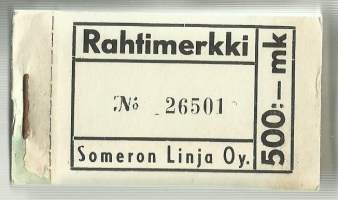 Rahtimerkki
№ 26501
Someron Linja Oy.
500:— mk